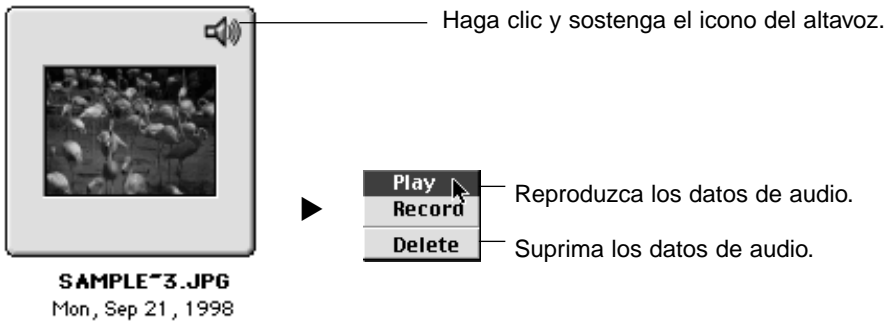 Haga clic y sostenga el icono del altavoz.
Play
Reproduzca los datos de audio.
Record
Delete
Suprima los datos de audio.
SAMPLE~3.JPG
Mon, Sep 21, 1998